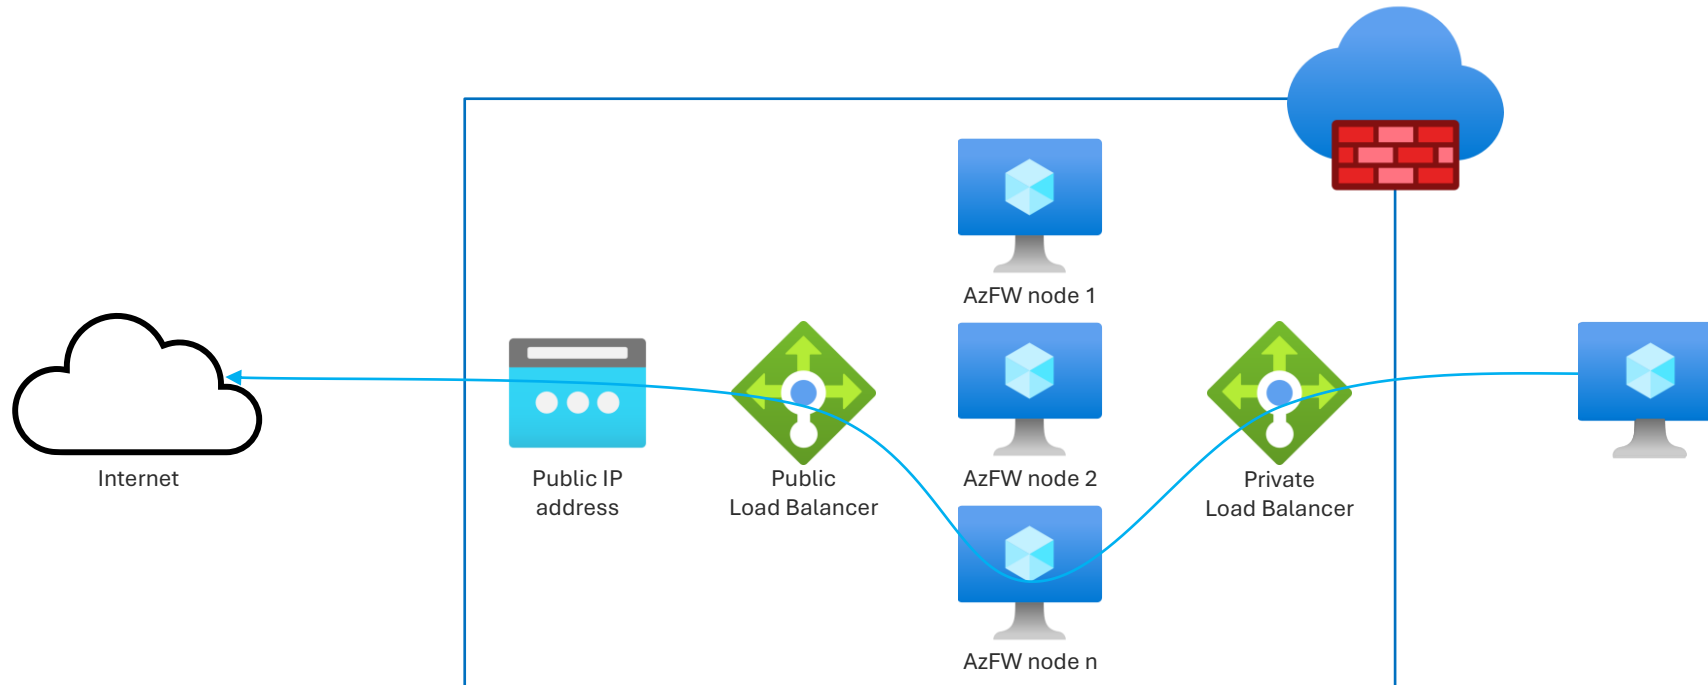 AzFW node 1
Internet
Public IP
address
Public
Load Balancer
AzFW node 2
Private
Load Balancer
AzFW node n